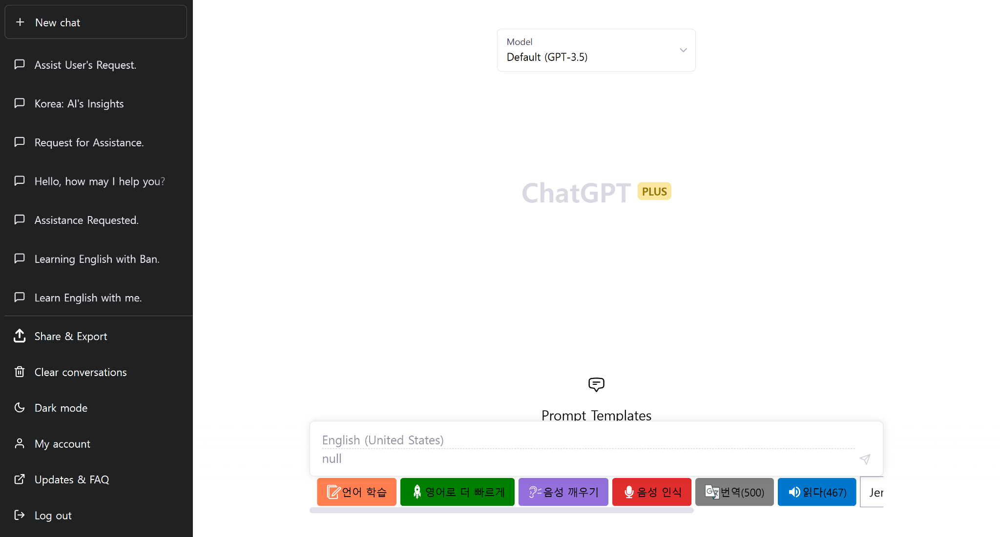 New chat
Assist User's Request.
Korea: AI's Insights
Request for Assistance.
Hello, how may I help you?
Assistance Requested.
Learning English with Ban.
Learn English with me.
Share & Export
Clear conversations
Dark mode
My account
Updates & FAQ
Log out
Model
Default (GPT-3.5)
ChatGPT PLUS
Prompt Templates
English (United States)
null
언어 학습 영어로 더 빠르게 음성 깨우기 음성 인식 번역(500) 읽다(467) Jer